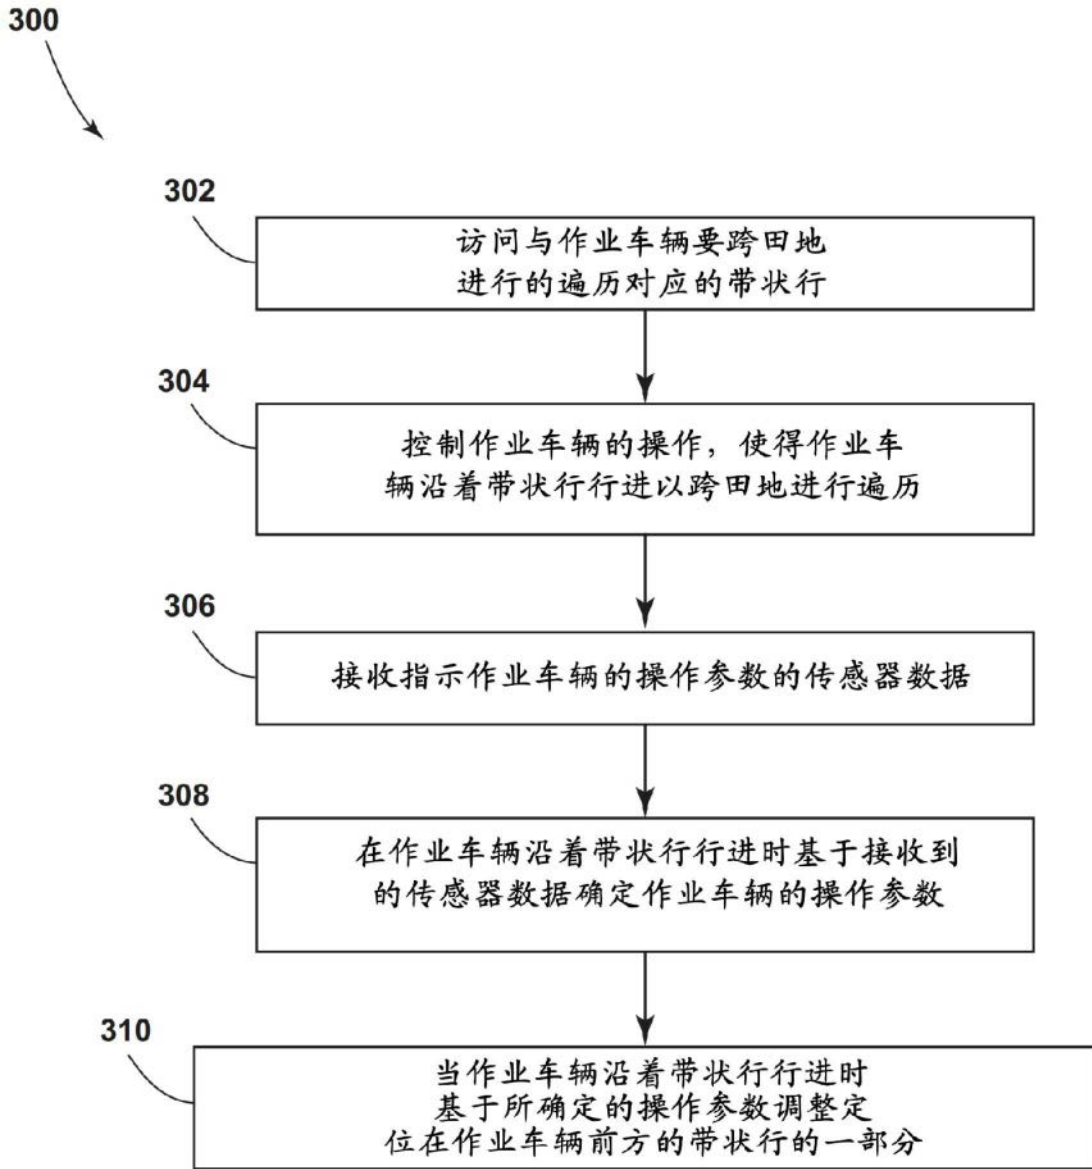 300
302
访问与作业车辆要跨田地
进行的遍历对应的带状行
304
控制作业车辆的操作，使得作业车
辆沿着带状行行进以跨田地进行遍历
306
接收指示作业车辆的操作参数的传感器数据
308
在作业车辆沿着带状行行进时基于接收到
的传感器数据确定作业车辆的操作参数
310
当作业车辆沿着带状行行进时
基于所确定的操作参数调整定
位在作业车辆前方的带状行的一部分